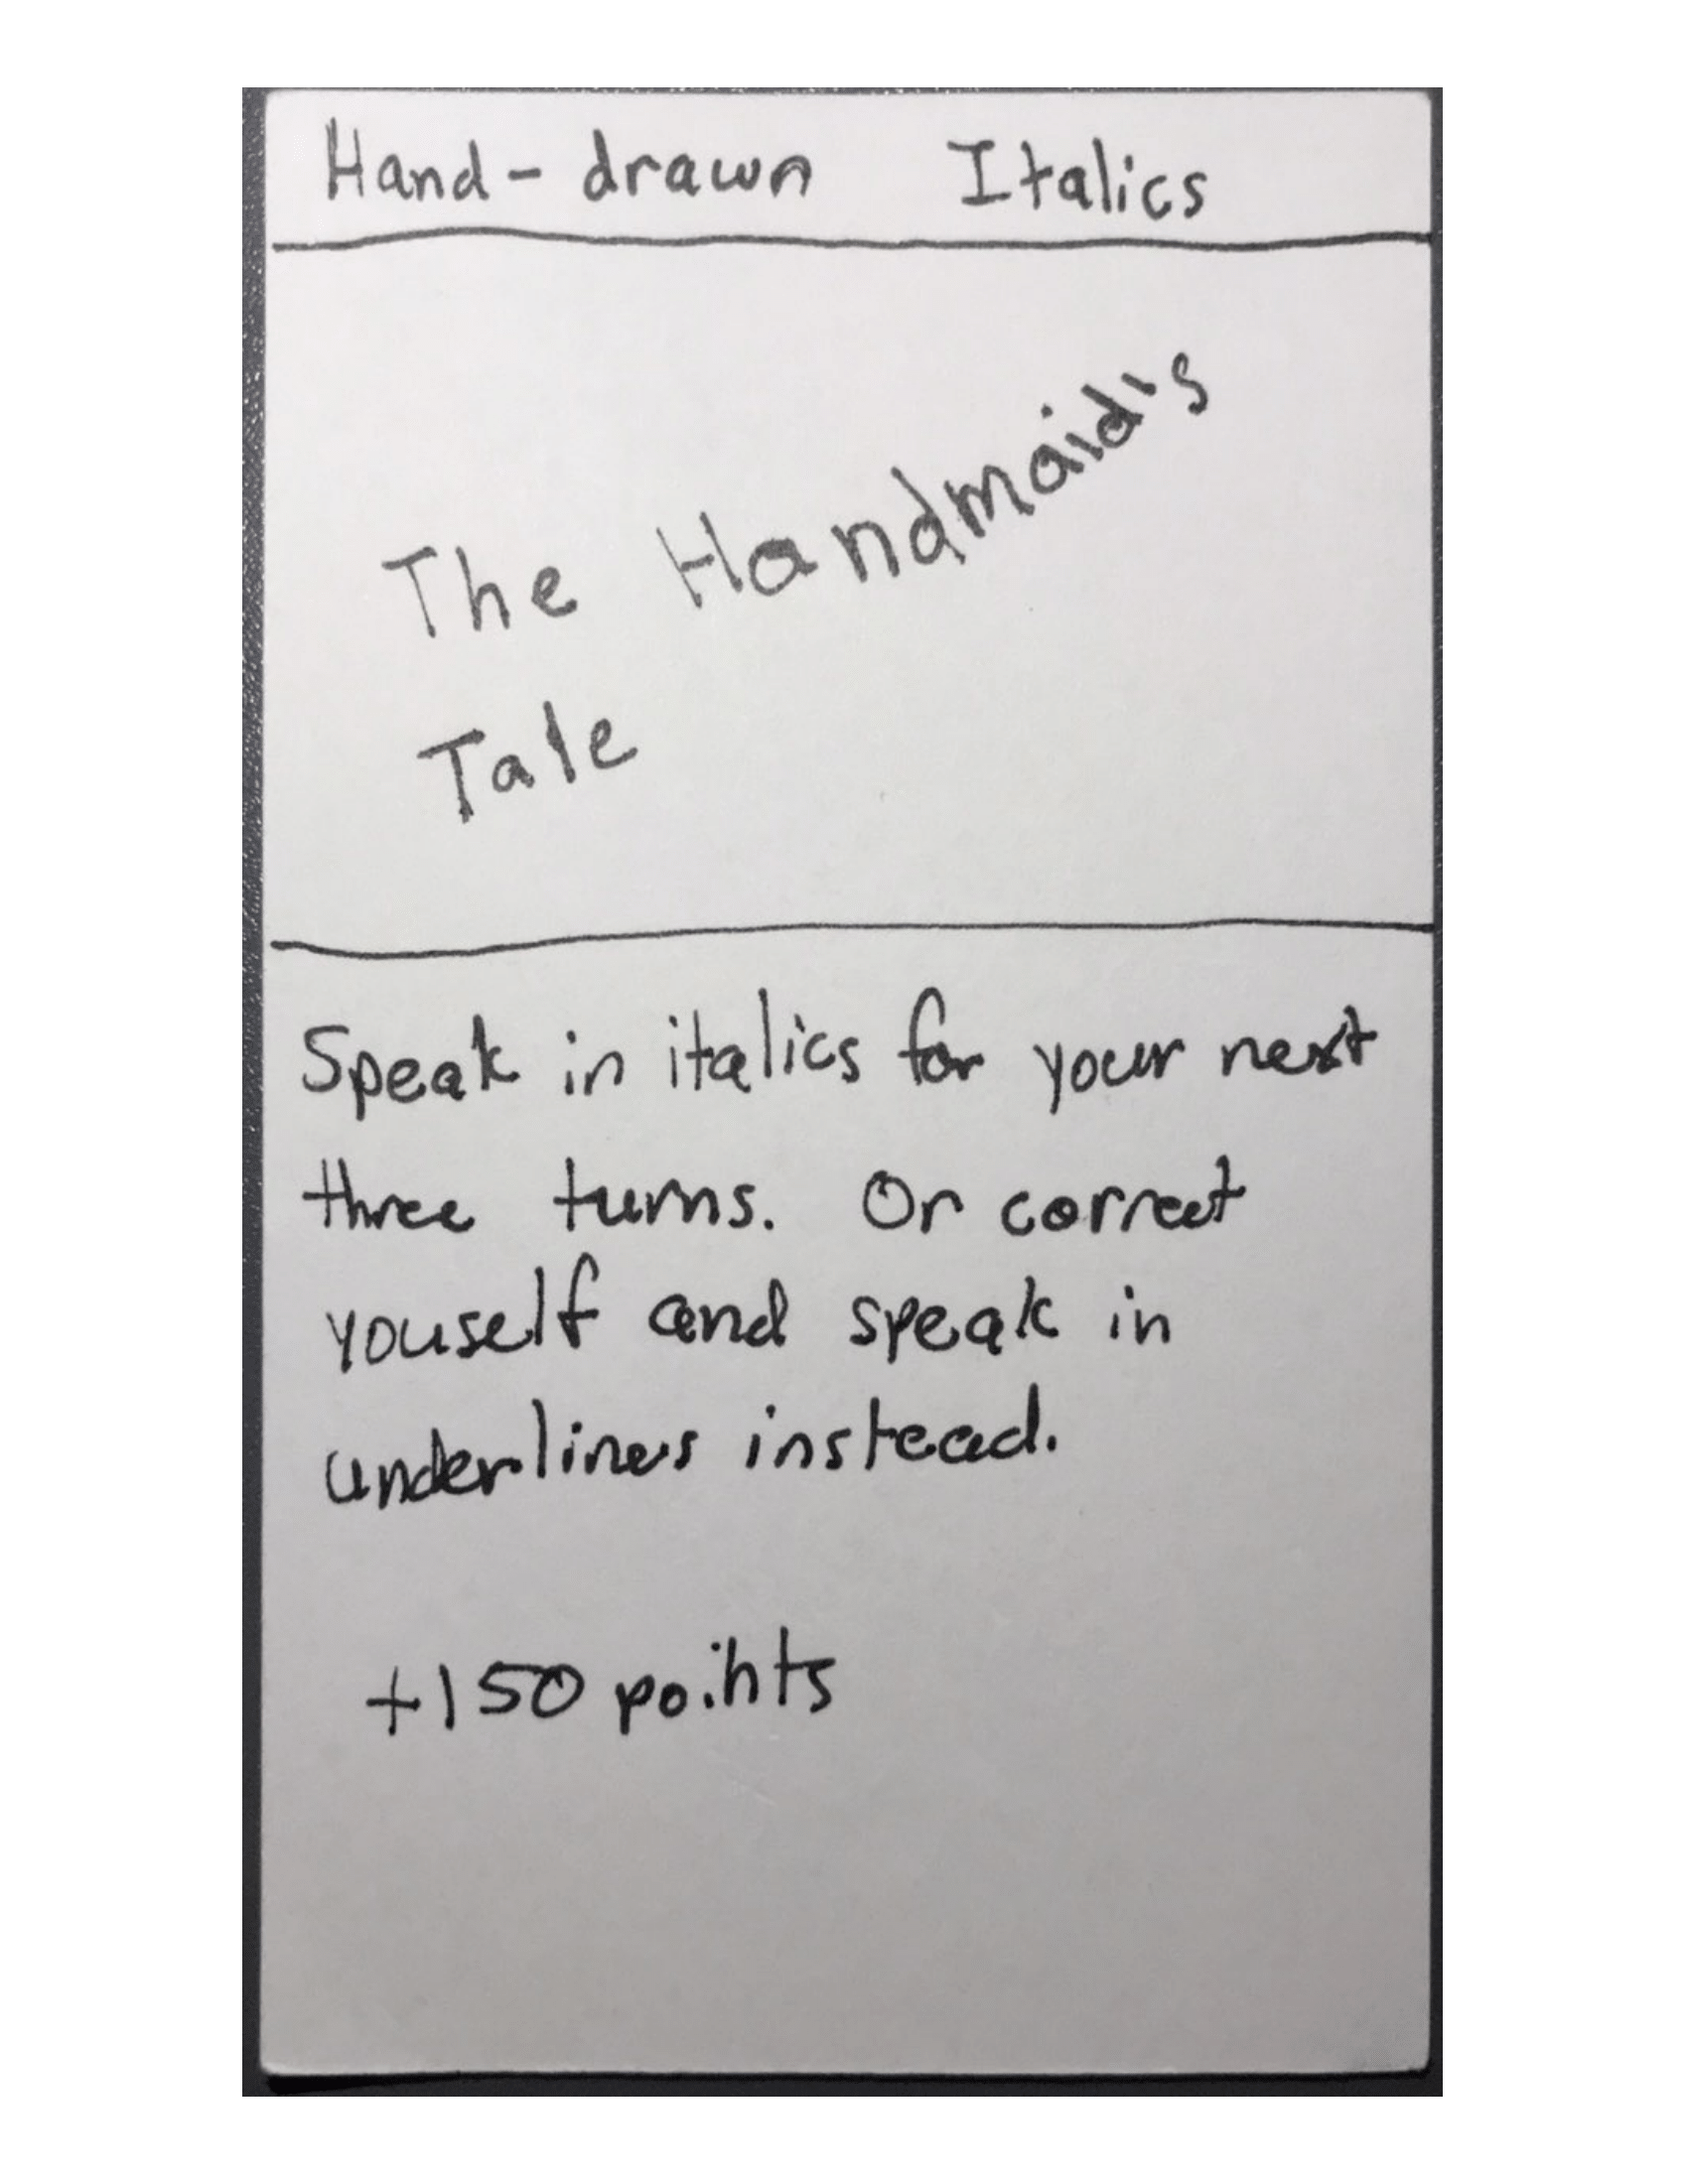 Hand-drawn Italics
The Handmaid's
Tale
Speak in italics for your next
three turns. Or correct
youself and speak in
underlines instead.
+150 points